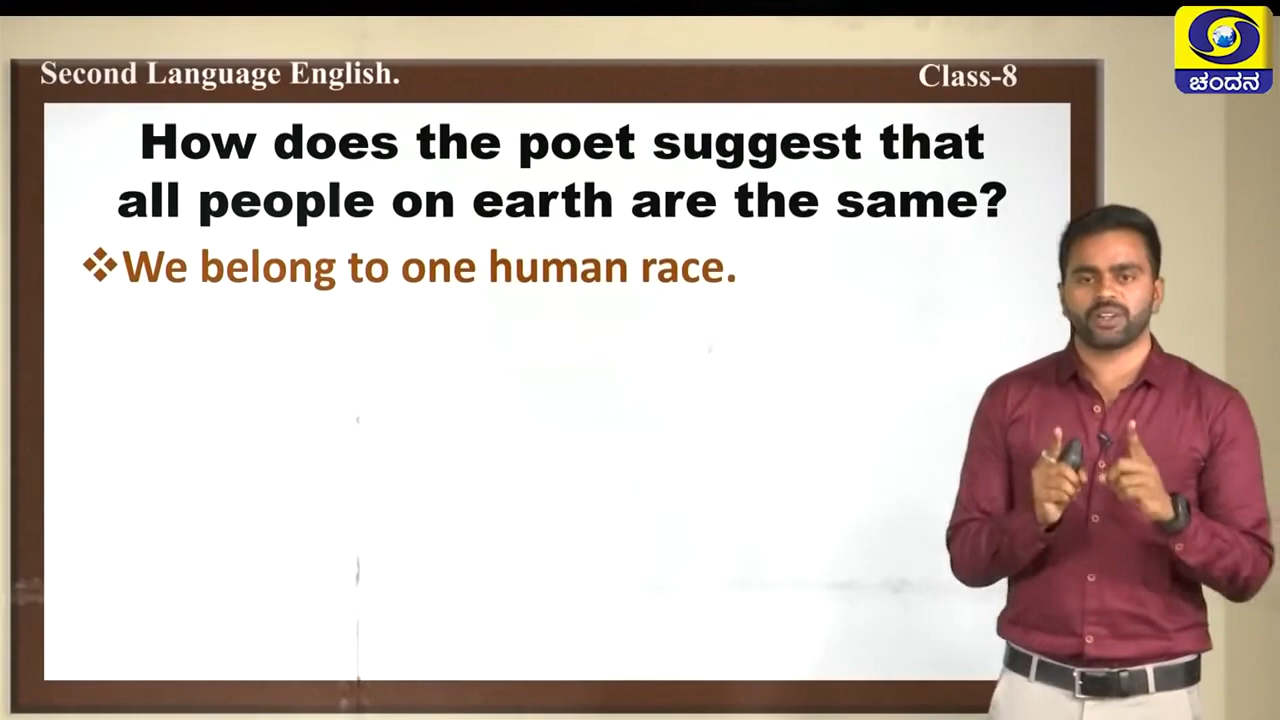 Second Language English.
Class-8
ಚಂದನ
How does the poet suggest that
all people on earth are the same?
❖We belong to one human race.